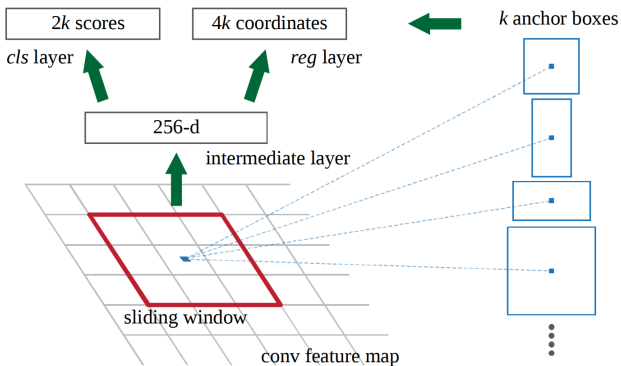 2k scores
4k coordinates
k anchor boxes
cls layer
reg layer
256-d
intermediate layer
sliding window
conv feature map